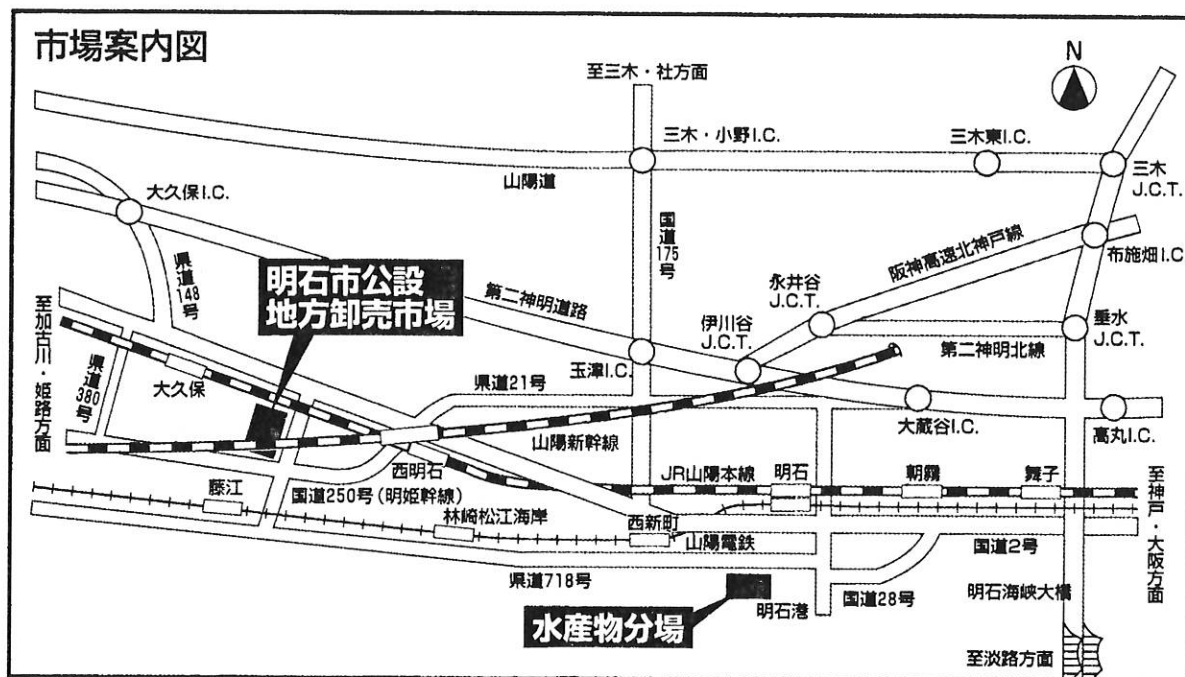 市場案内図
N
至三木・社方面
三木・小野I.C.
三木東I.C.
三木
J.C.T.
山陽道
大久保I.C.
国道
175
号
阪神高速北神戸線
布施畑I.C.
県道
148
号
明石市公設
地方卸売市場
永井谷
J.C.T.
第二神明道路
伊川谷
J.C.T.
垂水
J.C.T.
第二神明北線
至加古川・姫路方面
県道
380
号
大久保
玉津I.C.
県道21号
大蔵谷I.C.
高丸I.C.
山陽新幹線
西明石
JR山陽本線
明石
朝霧
舞子
至神戸・大阪方面
藤江
国道250号(明姫幹線)
林崎松江海岸
西新町
山陽電鉄
国道2号
県道718号
明石港
国道28号
明石海峡大橋
水産物分場
至淡路方面